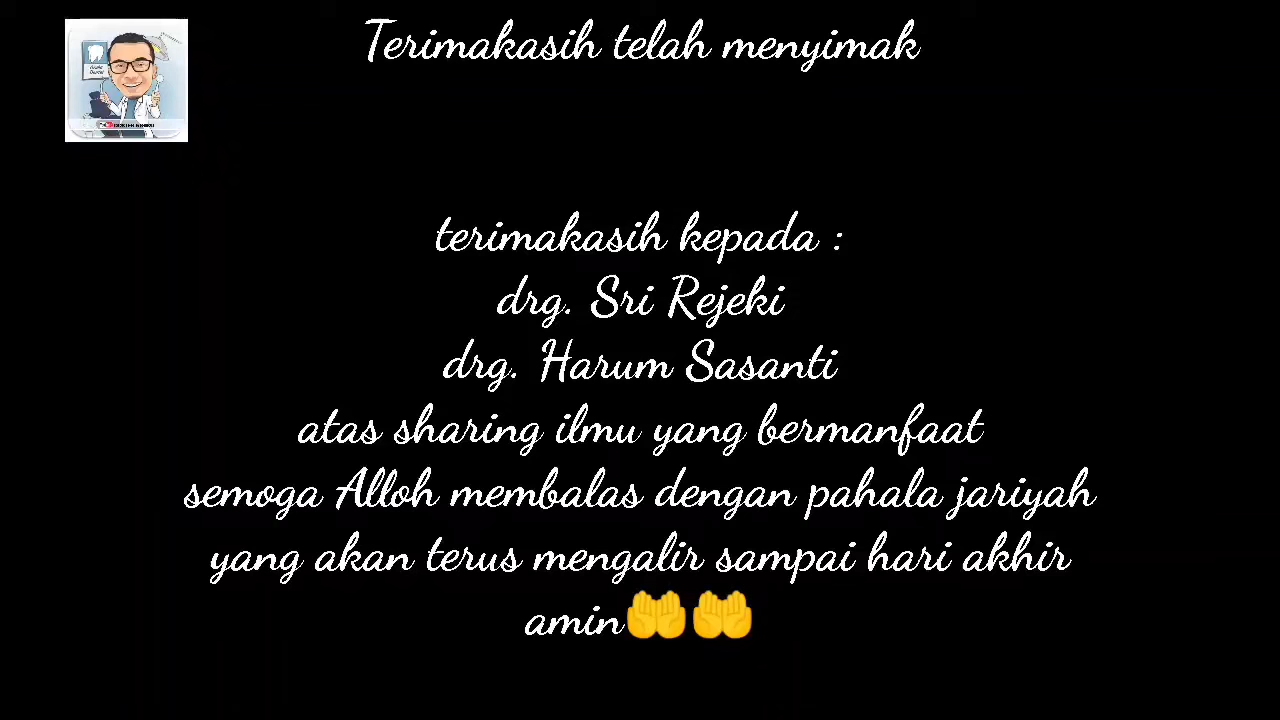 Terimakasih telah menyimak
terimakasih kepada :
drg. Sri Rejeki
drg. Harum Sasanti
atas sharing ilmu yang bermanfaat
semoga Alloh membalas dengan pahala jariyah
yang akan terus mengalir sampai hari akhir
amin🤲🤲